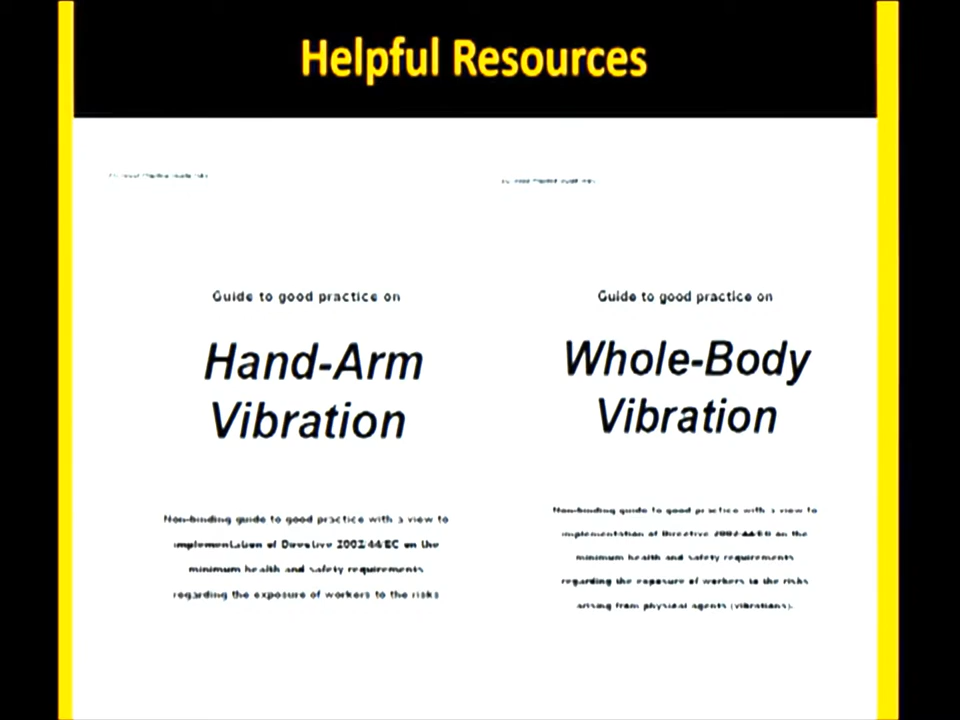 Helpful Resources
Guide to good practice on
Hand-Arm
Vibration
Non-binding guide to good practice with a view to
implementation of Directive 2002/44/EC on the
minimum health and safety requirements
regarding the exposure of workers to the risks
Guide to good practice on
Whole-Body
Vibration
Non-binding guide to good practice with a view to
implementation of Directive 2002/44/EC on the
minimum health and safety requirements
regarding the exposure of workers to the risks
arising from physical agents (vibrations).